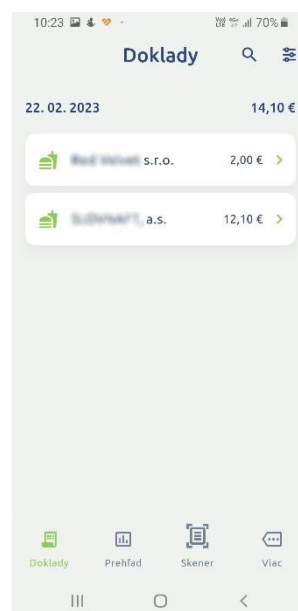 10:23 70%
Doklady
22. 02. 2023 14,10 €
s.r.o. 2,00 €
a.s. 12,10 €
Doklady Prehľad Skener Viac